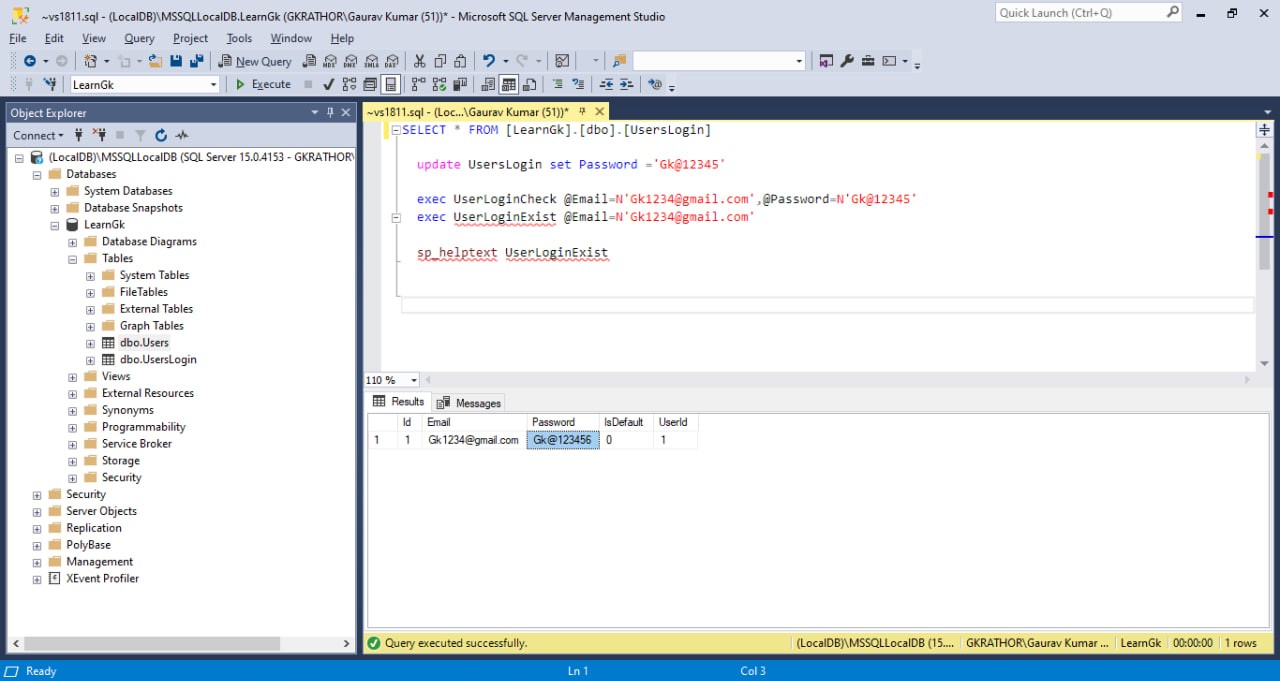 ~vs1811.sql - (LocalDB)\MSSQLLocalDB.LearnGk (GKRATHOR\Gaurav Kumar (51))* - Microsoft SQL Server Management Studio
Quick Launch (Ctrl+Q)
File Edit View Query Project Tools Window Help
New Query
LearnGk
Execute
Object Explorer
Connect
(LocalDB)\MSSQLLocalDB (SQL Server 15.0.4153 - GKRATHOR\
Databases
System Databases
Database Snapshots
LearnGk
Database Diagrams
Tables
System Tables
FileTables
External Tables
Graph Tables
dbo.Users
dbo.UsersLogin
Views
External Resources
Synonyms
Programmability
Service Broker
Storage
Security
Security
Server Objects
Replication
PolyBase
Management
XEvent Profiler
~vs1811.sql - (Loc...\Gaurav Kumar (51))*
SELECT * FROM [LearnGk].[dbo].[UsersLogin]
update UsersLogin set Password ='Gk@12345'
exec UserLoginCheck @Email=N'Gk1234@gmail.com',@Password=N'Gk@12345'
exec UserLoginExist @Email=N'Gk1234@gmail.com'
sp_helptext UserLoginExist
110 %
Results Messages
Id Email Password IsDefault UserId
1 1 Gk1234@gmail.com Gk@123456 0 1
Query executed successfully.
(LocalDB)\MSSQLLocalDB (15.... GKRATHOR\Gaurav Kumar ... LearnGk 00:00:00 1 rows
Ready Ln 1 Col 3